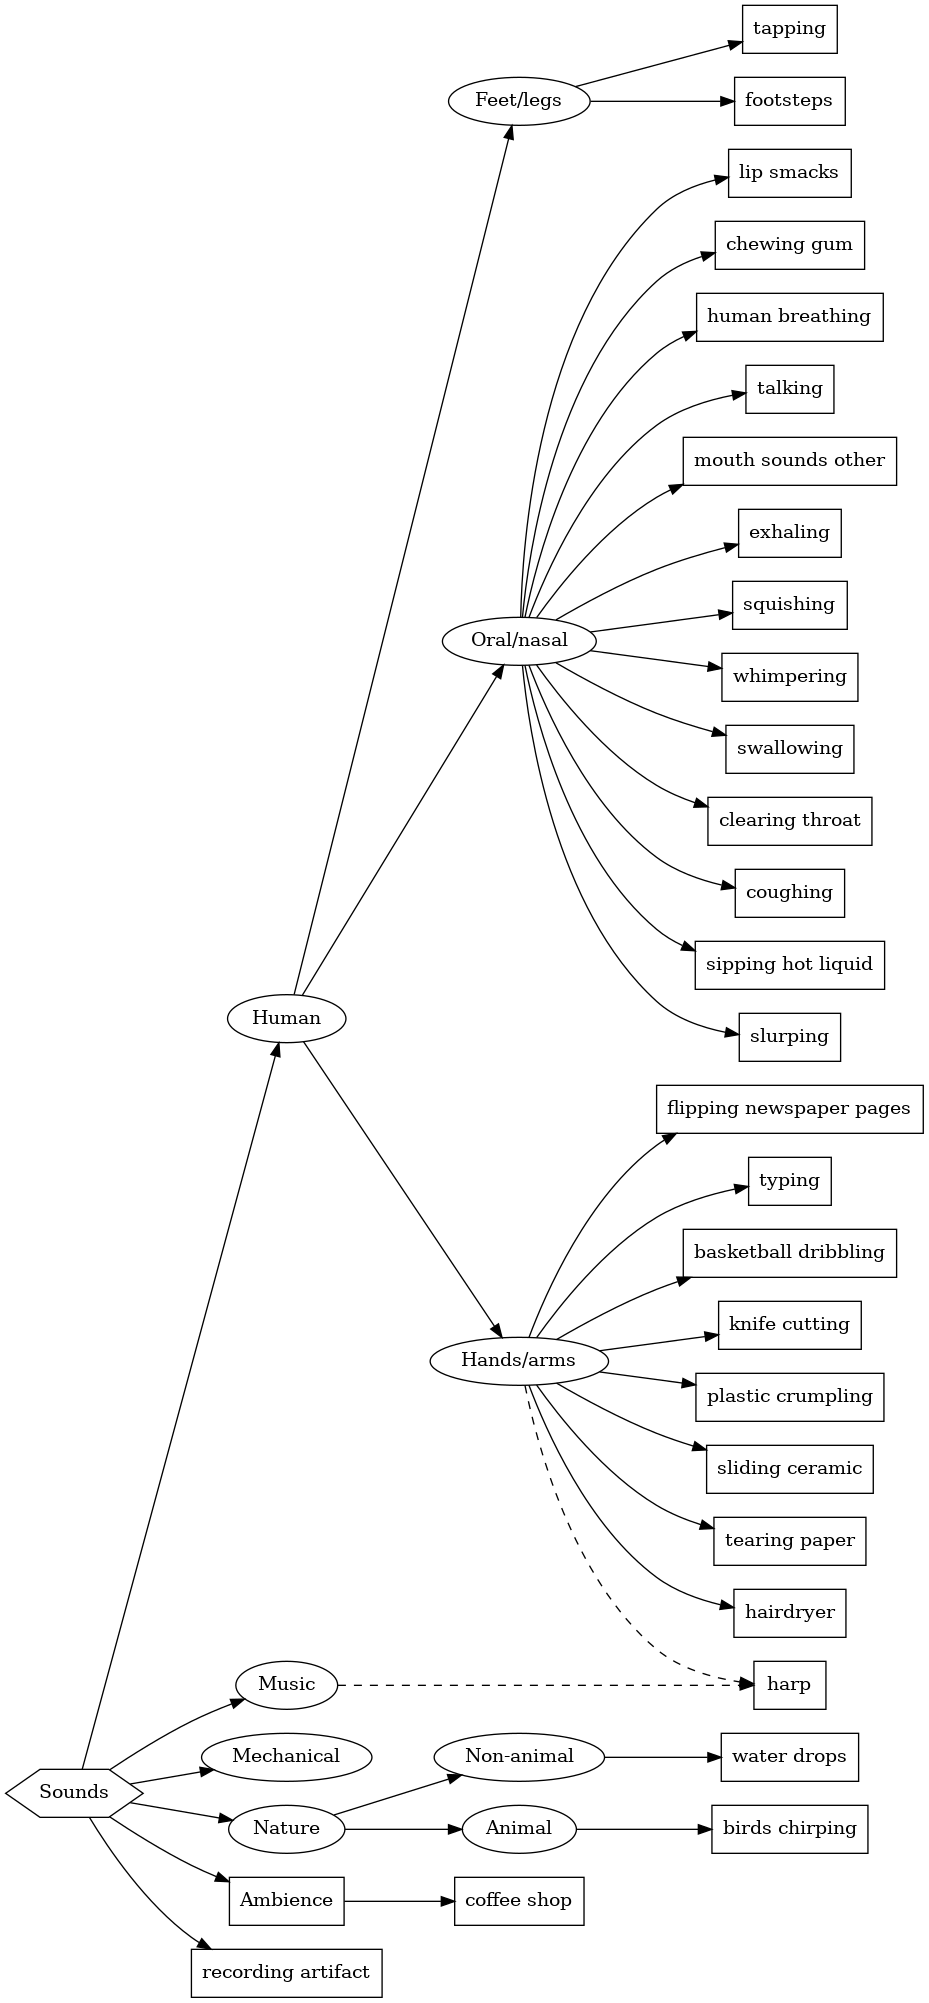 tapping
Feet/legs
footsteps
lip smacks
chewing gum
human breathing
talking
mouth sounds other
exhaling
squishing
Oral/nasal
whimpering
swallowing
clearing throat
coughing
sipping hot liquid
Human
slurping
flipping newspaper pages
typing
basketball dribbling
knife cutting
Hands/arms
plastic crumpling
sliding ceramic
tearing paper
hairdryer
Music
harp
Mechanical
Non-animal
water drops
Sounds
Nature
Animal
birds chirping
Ambience
coffee shop
recording artifact